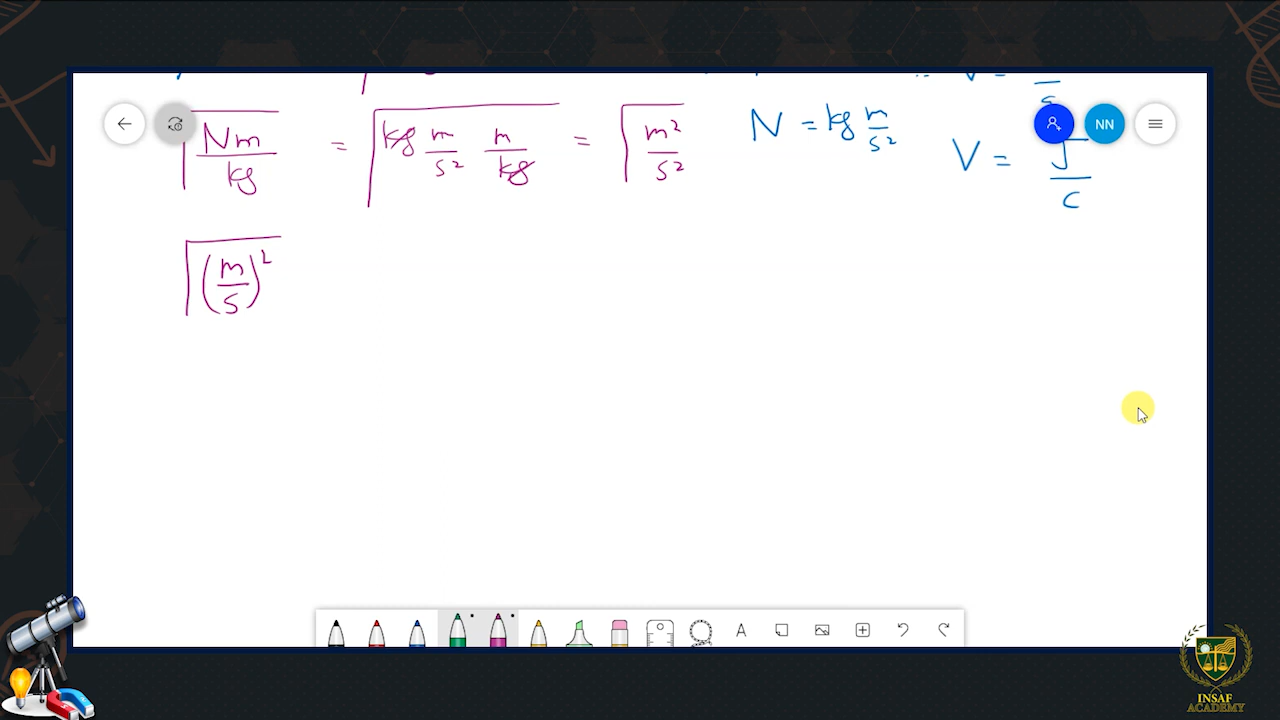 √(Nm/kg) = √(kg m/s² m/kg) = √(m²/s²)
N = kg m/s²
V = J/C
√((m/s)²)
NN
A
INSAF
ACADEMY